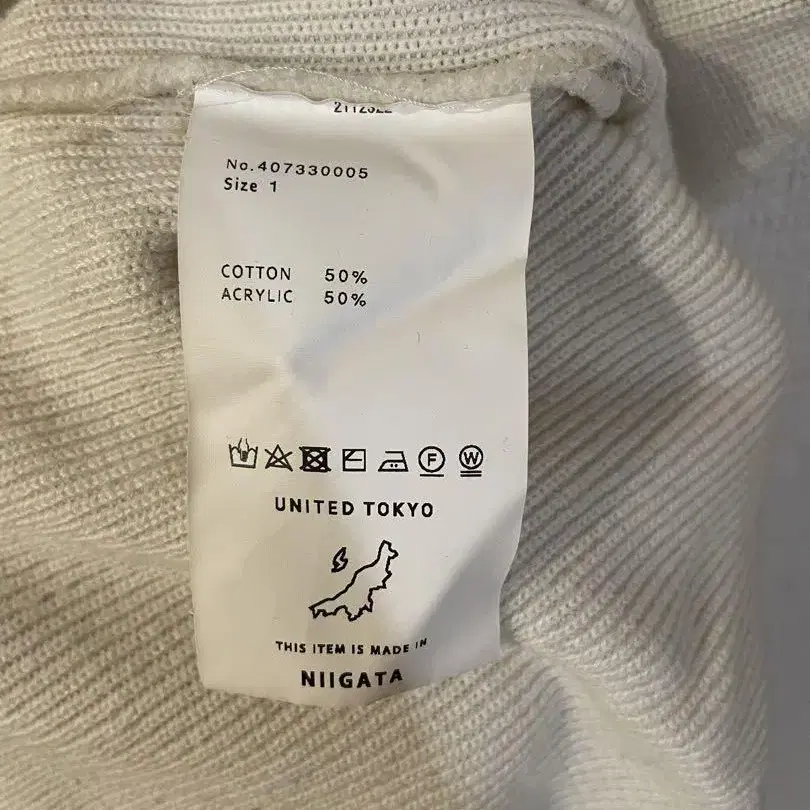 No.407330005
Size 1
COTTON 50%
ACRYLIC 50%
F W
UNITED TOKYO
THIS ITEM IS MADE IN
NIIGATA